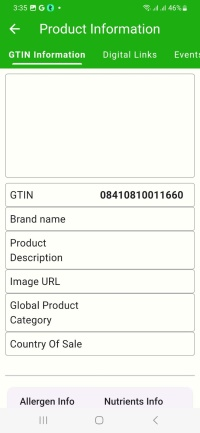 3:35 46%
Product Information
GTIN Information Digital Links Events
GTIN 08410810011660
Brand name
Product
Description
Image URL
Global Product
Category
Country Of Sale
Allergen Info Nutrients Info